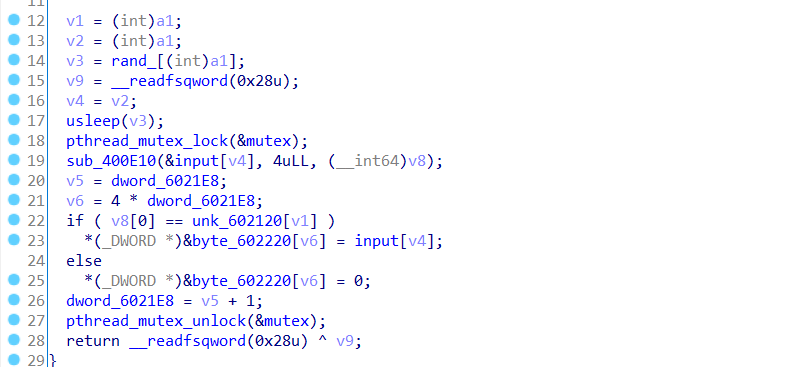 11
12 v1 = (int)a1;
13 v2 = (int)a1;
14 v3 = rand_[(int)a1];
15 v9 = __readfsqword(0x28u);
16 v4 = v2;
17 usleep(v3);
18 pthread_mutex_lock(&mutex);
19 sub_400E10(&input[v4], 4uLL, (__int64)v8);
20 v5 = dword_6021E8;
21 v6 = 4 * dword_6021E8;
22 if ( v8[0] == unk_602120[v1] )
23 *(_DWORD *)&byte_602220[v6] = input[v4];
24 else
25 *(_DWORD *)&byte_602220[v6] = 0;
26 dword_6021E8 = v5 + 1;
27 pthread_mutex_unlock(&mutex);
28 return __readfsqword(0x28u) ^ v9;
29 }